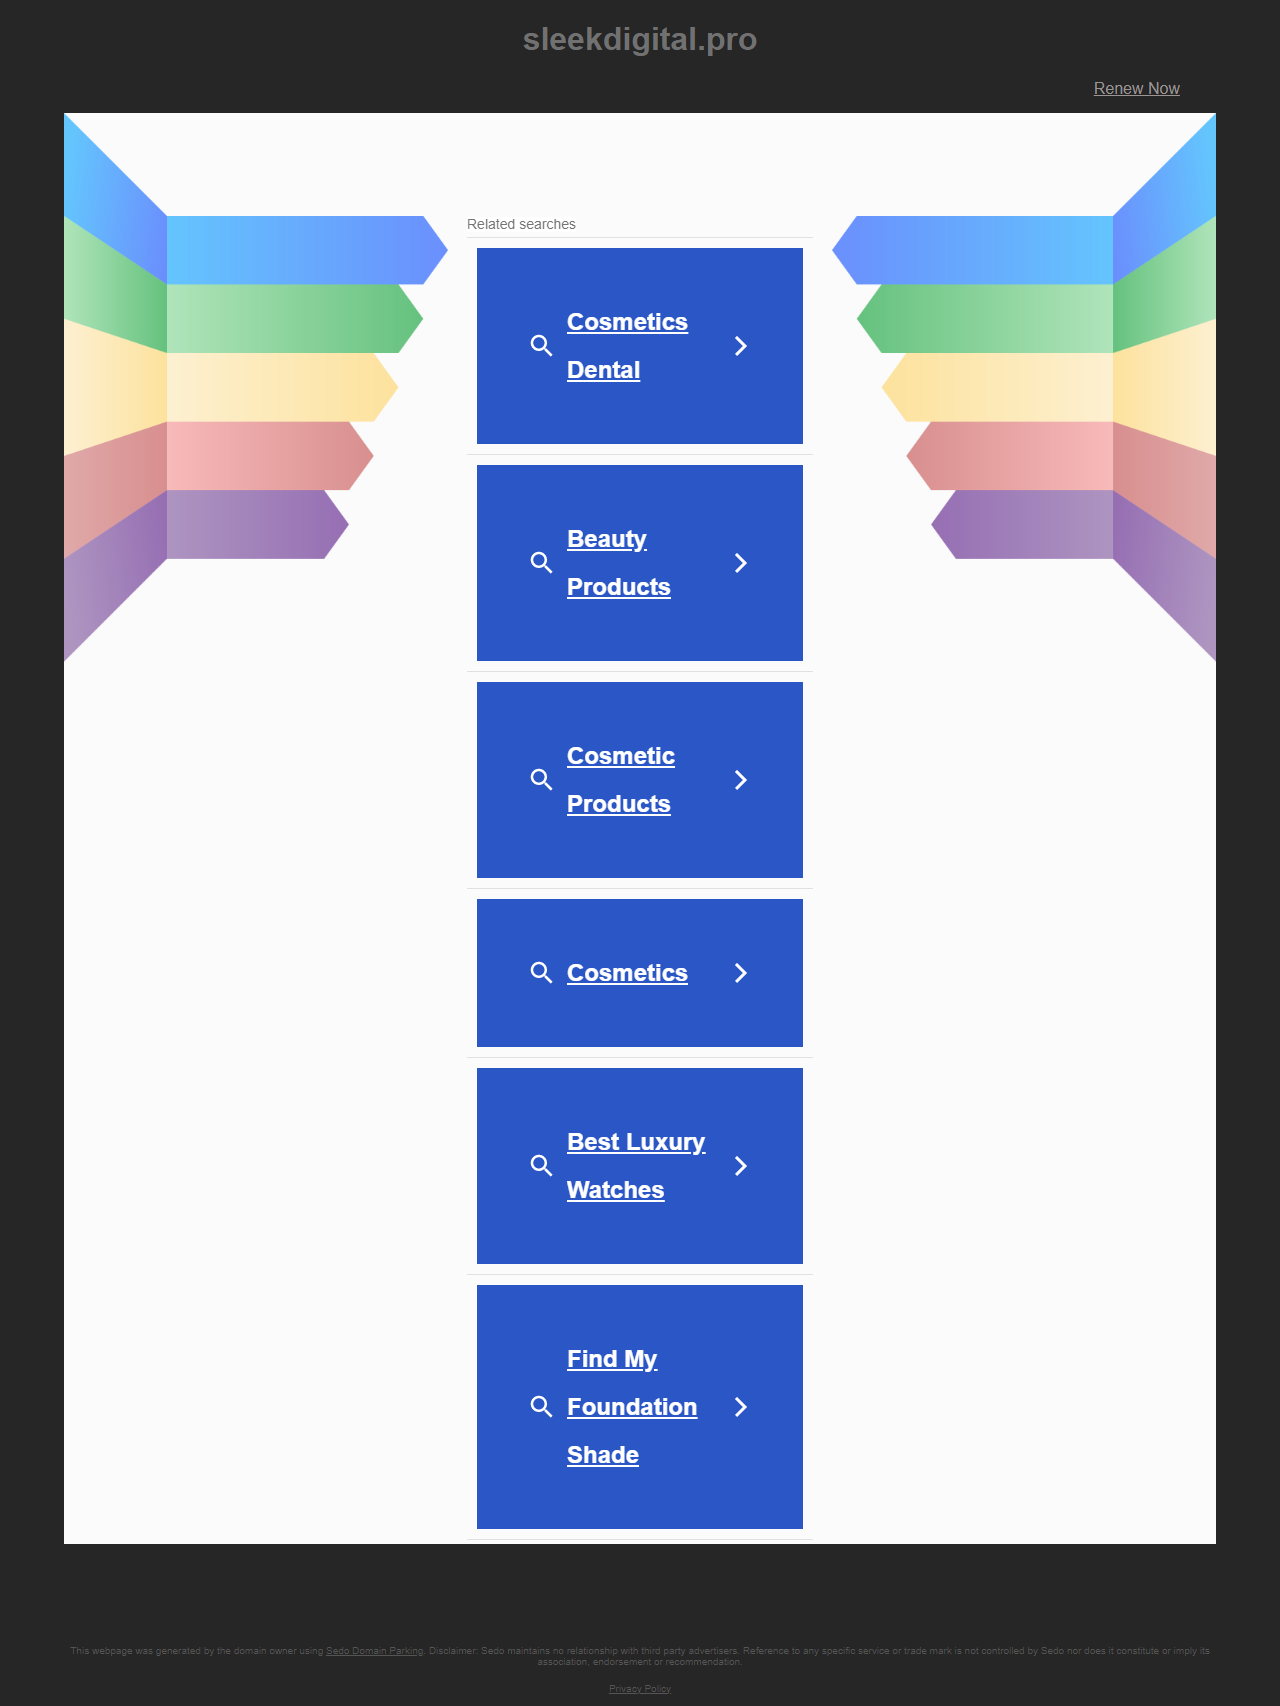 sleekdigital.pro
Renew Now
Related searches
Cosmetics
Dental
Beauty
Products
Cosmetic
Products
Cosmetics
Best Luxury
Watches
Find My
Foundation
Shade
This webpage was generated by the domain owner using Sedo Domain Parking. Disclaimer: Sedo maintains no relationship with third party advertisers. Reference to any specific service or trade mark is not controlled by Sedo nor does it constitute or imply its
association, endorsement or recommendation.
Privacy Policy